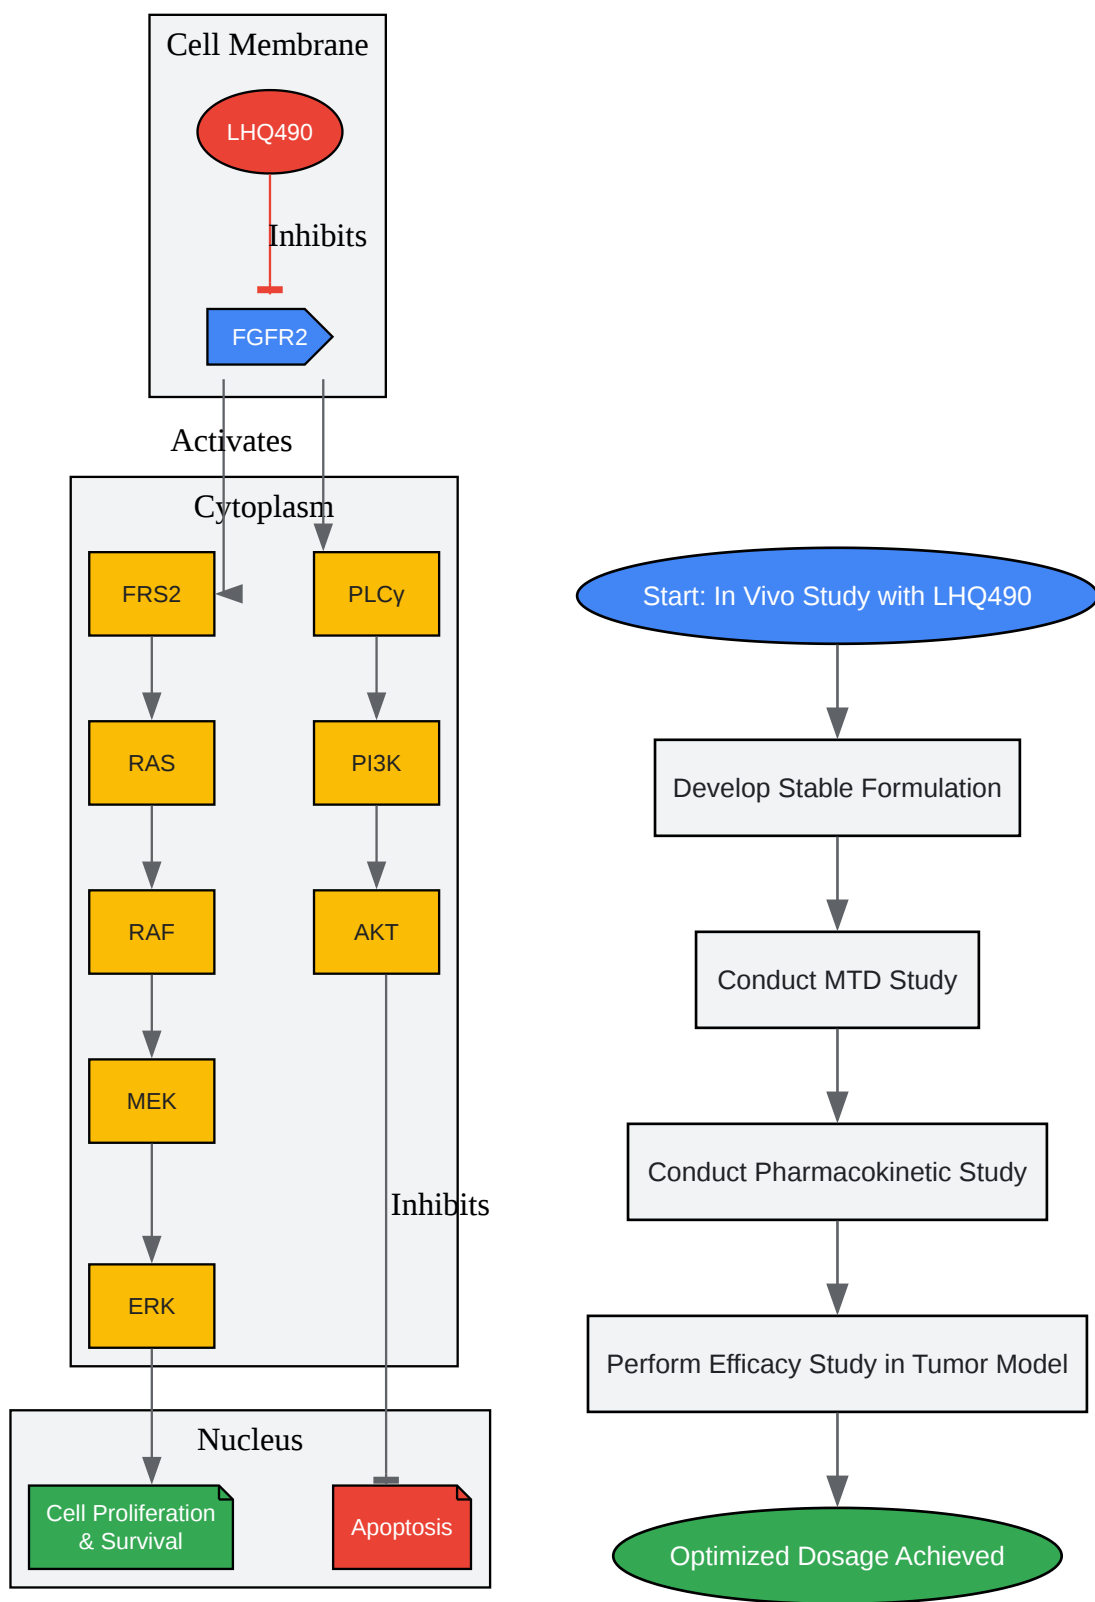 Cell Membrane
LHQ490
Inhibits
FGFR2
Activates
Cytoplasm
FRS2
PLCγ
RAS
PI3K
RAF
AKT
MEK
Inhibits
ERK
Nucleus
Cell Proliferation
& Survival
Apoptosis
Start: In Vivo Study with LHQ490
Develop Stable Formulation
Conduct MTD Study
Conduct Pharmacokinetic Study
Perform Efficacy Study in Tumor Model
Optimized Dosage Achieved